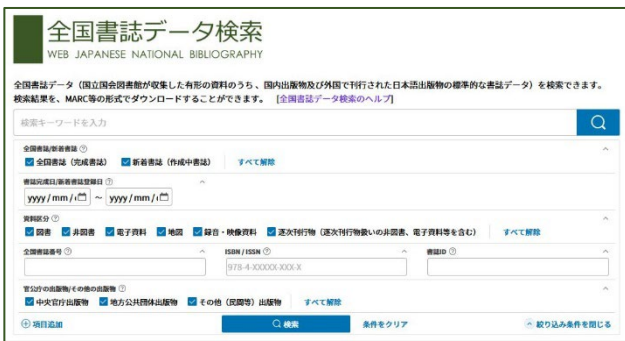 全国書誌データ検索
WEB JAPANESE NATIONAL BIBLIOGRAPHY
全国書誌データ(国立国会図書館が収集した有形の資料のうち、国内出版物及び外国で刊行された日本語出版物の標準的な書誌データ)を検索できます。
検索結果を、MARC等の形式でダウンロードすることができます。 [全国書誌データ検索のヘルプ]
検索キーワードを入力
全国書誌/新着書誌 ?
全国書誌(完成書誌) 新着書誌(作成中書誌) すべて解除
書誌完成日/新着書誌登録日 ?
yyyy/mm/ ~ yyyy/mm/
資料区分 ?
図書 非図書 電子資料 地図 録音・映像資料 逐次刊行物(逐次刊行物扱いの非図書、電子資料等を含む) すべて解除
全国書誌番号 ? ISBN/ISSN ? 書誌ID ?
978-4-XXXXX-XXX-X
官公庁の出版物/その他の出版物 ?
中央官庁出版物 地方公共団体出版物 その他(民間等)出版物 すべて解除
項目追加 検索 条件をクリア 絞り込み条件を閉じる